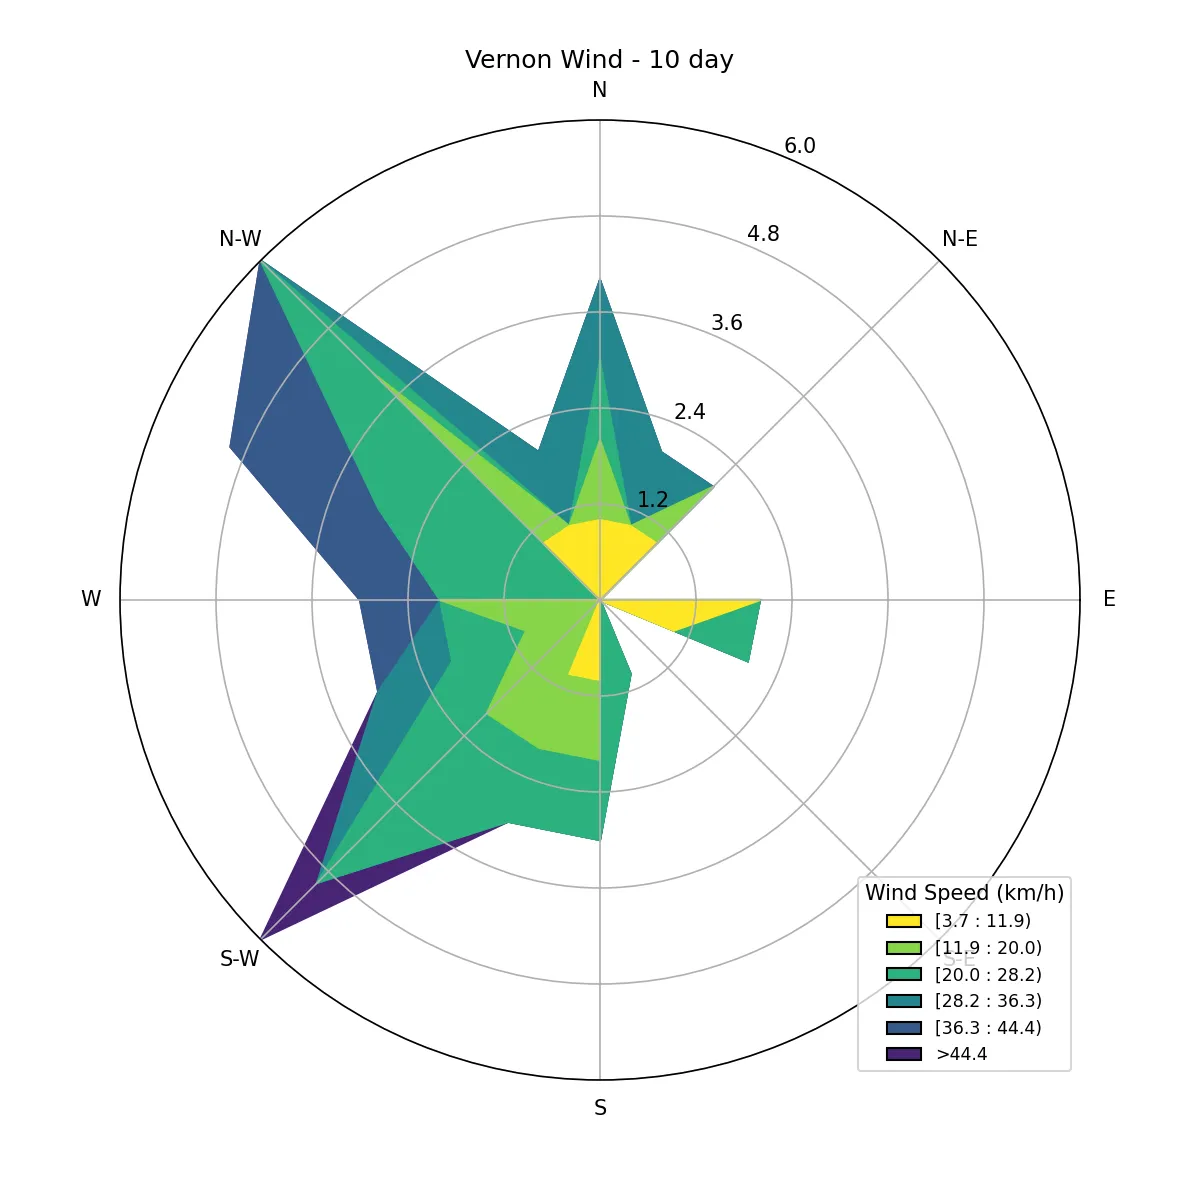 Vernon Wind - 10 day
N
6.0
N-W
4.8
N-E
3.6
2.4
1.2
W
E
S-W
S-E
Wind Speed (km/h)
[3.7 : 11.9)
[11.9 : 20.0)
[20.0 : 28.2)
[28.2 : 36.3)
[36.3 : 44.4)
>44.4
S